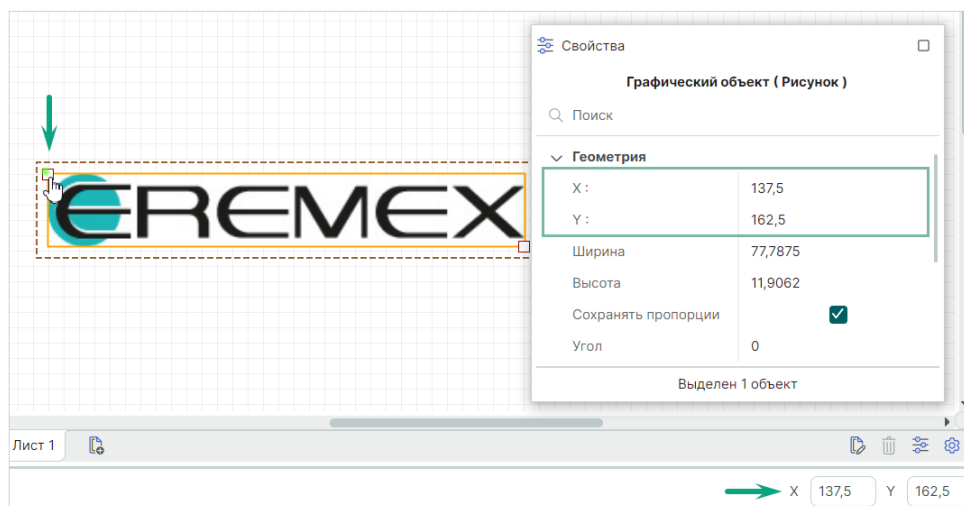 Свойства
Графический объект ( Рисунок )
Поиск
Геометрия
X :
137,5
Y :
162,5
EREMEX
Ширина
77,7875
Высота
11,9062
Сохранять пропорции
Угол
0
Выделен 1 объект
Лист 1
X 137,5 Y 162,5